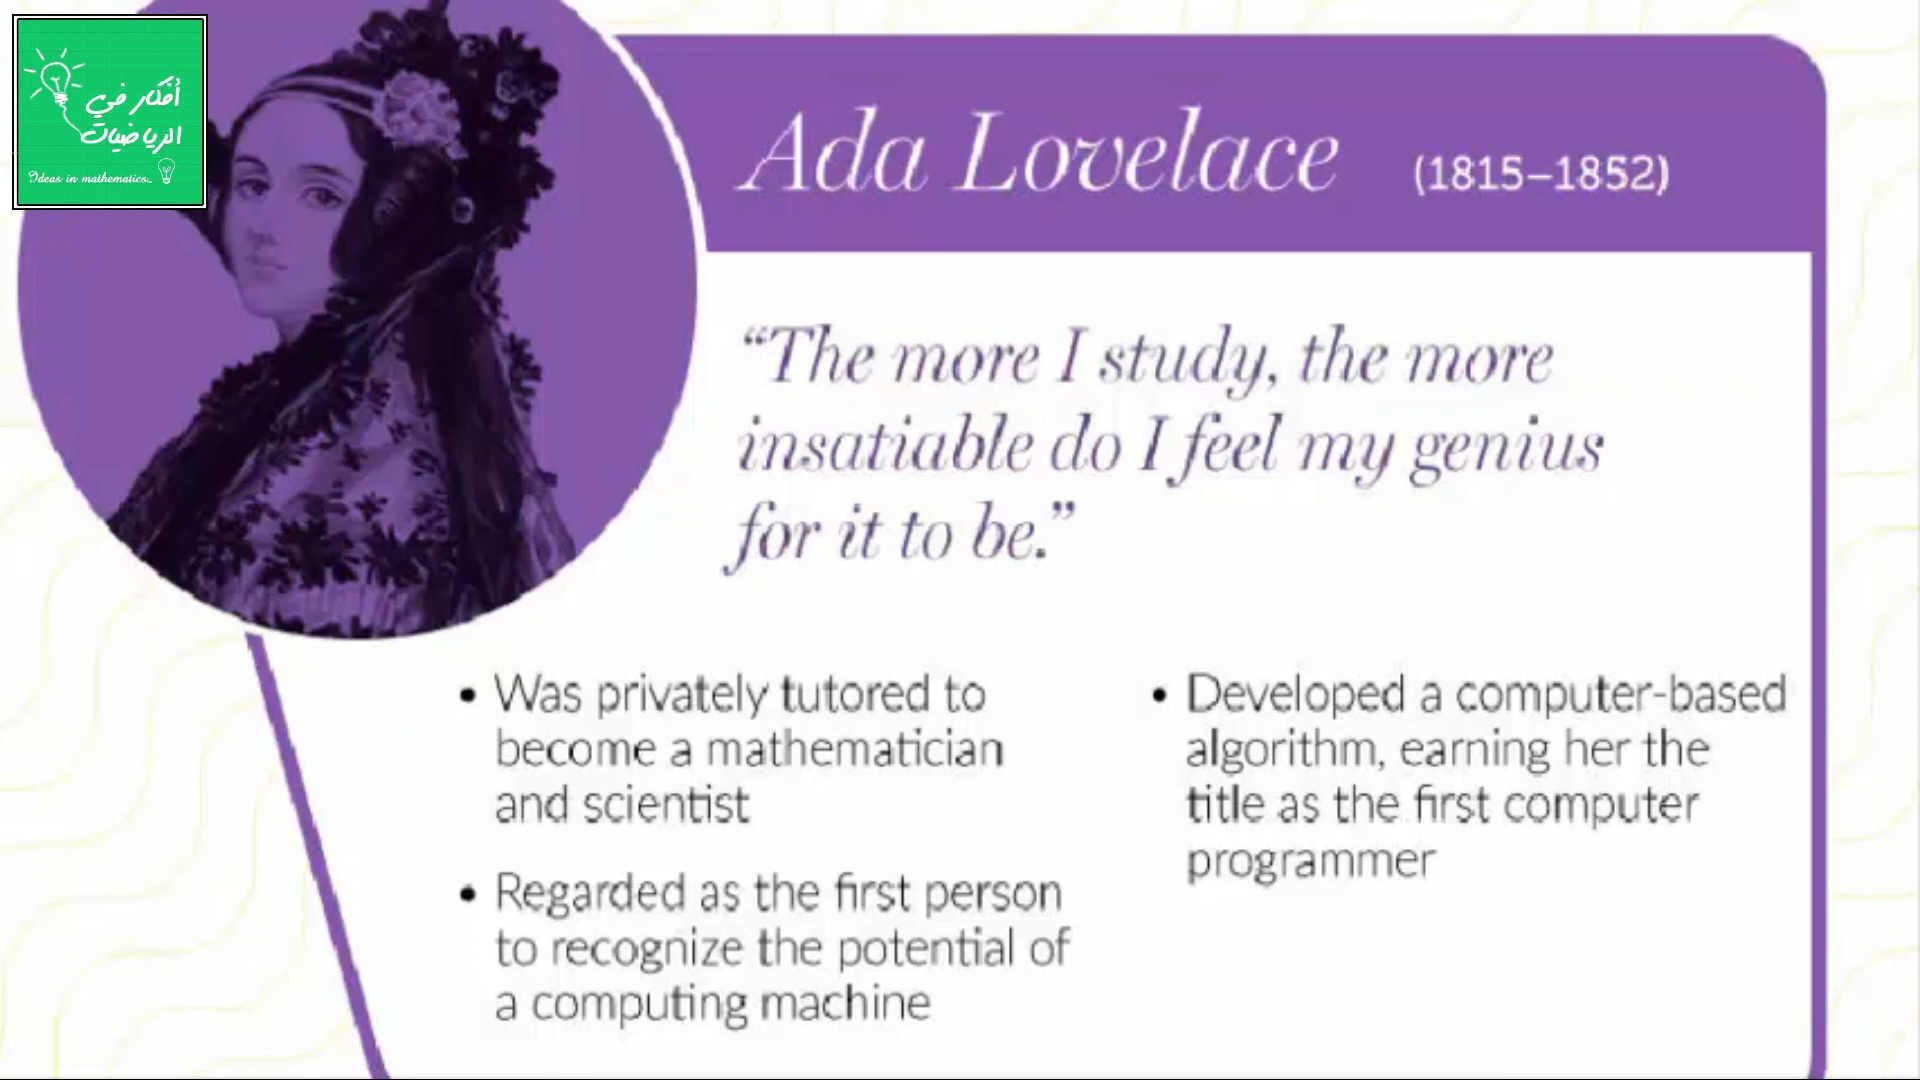 أفكار في
الرياضيات
Ideas in mathematics..
Ada Lovelace (1815–1852)
“The more I study, the more
insatiable do I feel my genius
for it to be.”
• Was privately tutored to
become a mathematician
and scientist
• Regarded as the first person
to recognize the potential of
a computing machine
• Developed a computer-based
algorithm, earning her the
title as the first computer
programmer